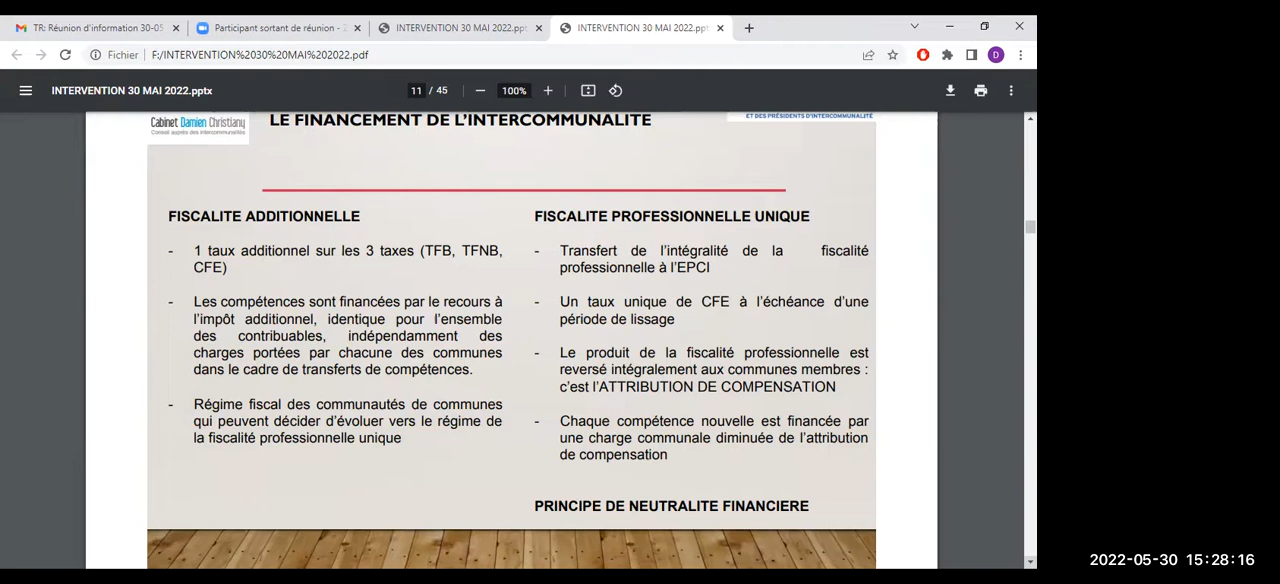 TR: Réunion d'information 30-05
Participant sortant de réunion - Z
INTERVENTION 30 MAI 2022.ppt
INTERVENTION 30 MAI 2022.ppt
Fichier
F:/INTERVENTION%2030%20MAI%202022.pdf
D
INTERVENTION 30 MAI 2022.pptx
11 / 45
100%
Cabinet Damien Christiany
Conseil auprès des intercommunalités
LE FINANCEMENT DE L'INTERCOMMUNALITE
ET DES PRÉSIDENTS D'INTERCOMMUNALITÉ
FISCALITE ADDITIONNELLE
- 1 taux additionnel sur les 3 taxes (TFB, TFNB,
CFE)
- Les compétences sont financées par le recours à
l'impôt additionnel, identique pour l'ensemble
des contribuables, indépendamment des
charges portées par chacune des communes
dans le cadre de transferts de compétences.
- Régime fiscal des communautés de communes
qui peuvent décider d'évoluer vers le régime de
la fiscalité professionnelle unique
FISCALITE PROFESSIONNELLE UNIQUE
- Transfert de l'intégralité de la fiscalité
professionnelle à l'EPCI
- Un taux unique de CFE à l'échéance d'une
période de lissage
- Le produit de la fiscalité professionnelle est
reversé intégralement aux communes membres :
c'est l'ATTRIBUTION DE COMPENSATION
- Chaque compétence nouvelle est financée par
une charge communale diminuée de l'attribution
de compensation
PRINCIPE DE NEUTRALITE FINANCIERE
2022-05-30 15:28:16